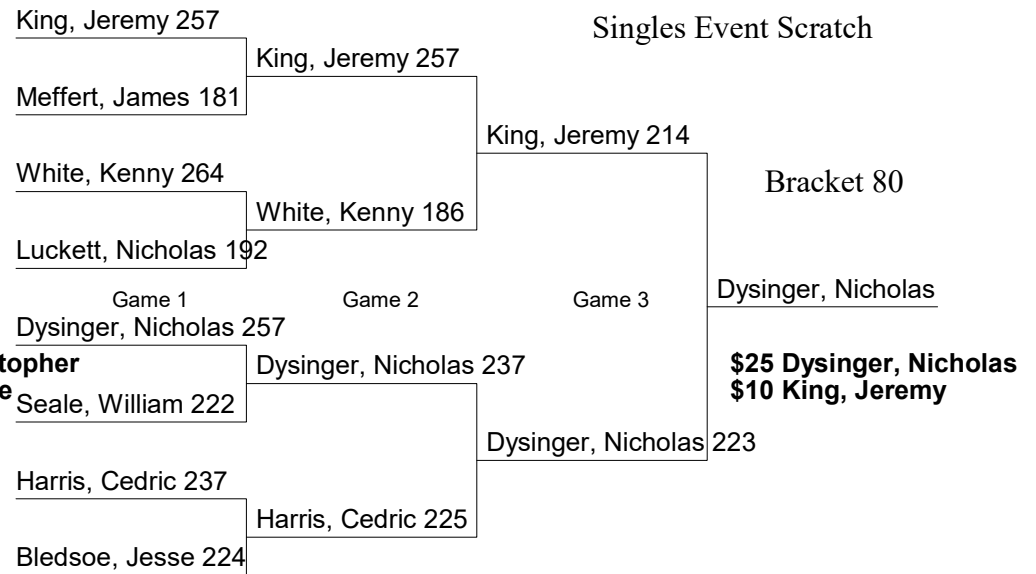 King, Jeremy 257
Singles Event Scratch
King, Jeremy 257
Meffert, James 181
King, Jeremy 214
White, Kenny 264
Bracket 80
White, Kenny 186
Luckett, Nicholas 192
Game 1
Game 2
Game 3
Dysinger, Nicholas
Dysinger, Nicholas 257
Dysinger, Nicholas 237
$25 Dysinger, Nicholas
$10 King, Jeremy
Seale, William 222
Dysinger, Nicholas 223
Harris, Cedric 237
Harris, Cedric 225
Bledsoe, Jesse 224